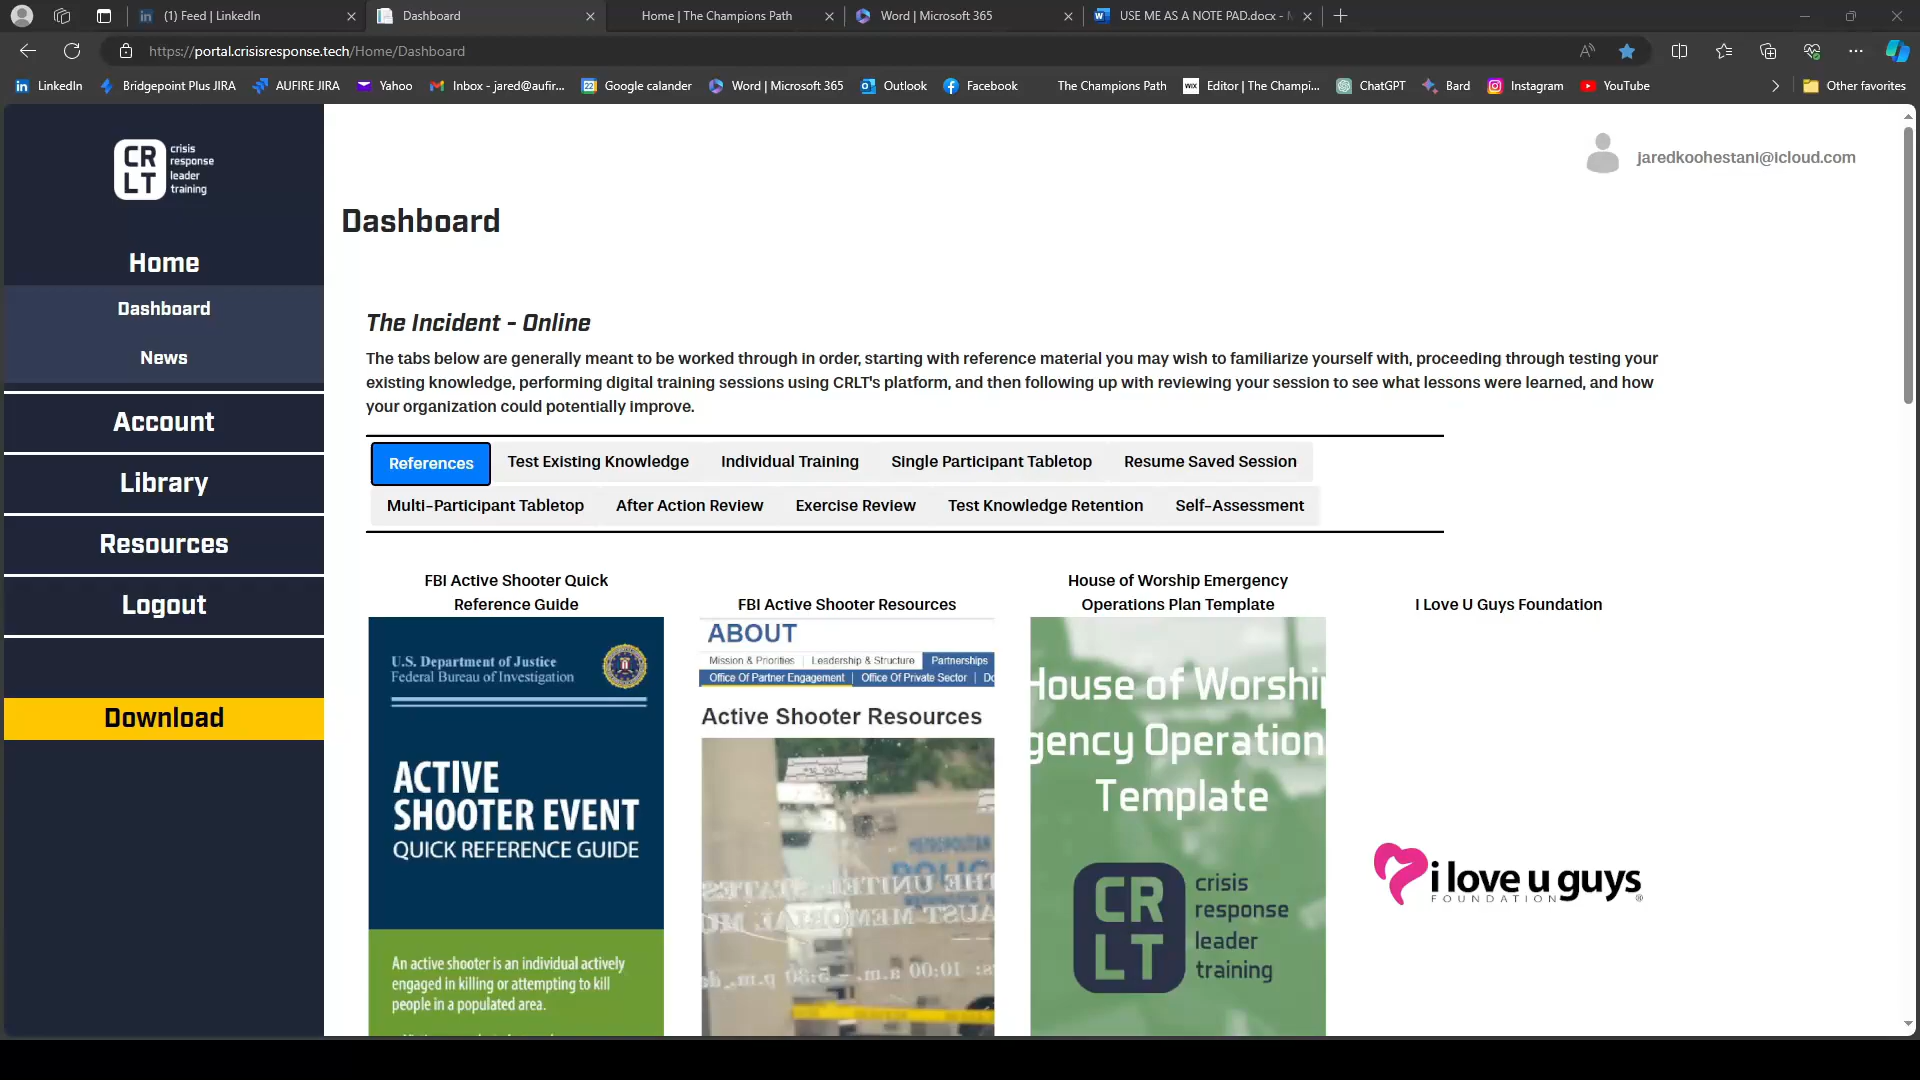 (1) Feed | LinkedIn
Dashboard
Home | The Champions Path
Word | Microsoft 365
USE ME AS A NOTE PAD.docx -
https://portal.crisisresponse.tech/Home/Dashboard
LinkedIn
Bridgepoint Plus JIRA
AUFIRE JIRA
Yahoo
Inbox - jared@aufir...
Google calander
Word | Microsoft 365
Outlook
Facebook
The Champions Path
Editor | The Champi...
ChatGPT
Bard
Instagram
YouTube
Other favorites
CR
LT
crisis
response
leader
training
jaredkoohestani@icloud.com
Dashboard
Home
Dashboard
News
Account
Library
Resources
Logout
Download
The Incident - Online
The tabs below are generally meant to be worked through in order, starting with reference material you may wish to familiarize yourself with, proceeding through testing your
existing knowledge, performing digital training sessions using CRLT's platform, and then following up with reviewing your session to see what lessons were learned, and how
your organization could potentially improve.
References
Test Existing Knowledge
Individual Training
Single Participant Tabletop
Resume Saved Session
Multi-Participant Tabletop
After Action Review
Exercise Review
Test Knowledge Retention
Self-Assessment
FBI Active Shooter Quick
Reference Guide
U.S. Department of Justice
Federal Bureau of Investigation
ACTIVE
SHOOTER EVENT
QUICK REFERENCE GUIDE
An active shooter is an individual actively
engaged in killing or attempting to kill
people in a populated area.
FBI Active Shooter Resources
ABOUT
Mission & Priorities
Leadership & Structure
Partnerships
Office Of Partner Engagement
Office Of Private Sector
Active Shooter Resources
House of Worship Emergency
Operations Plan Template
House of Worship
gency Operation
Template
CR
LT
crisis
response
leader
training
I Love U Guys Foundation
i love u guys
FOUNDATION®